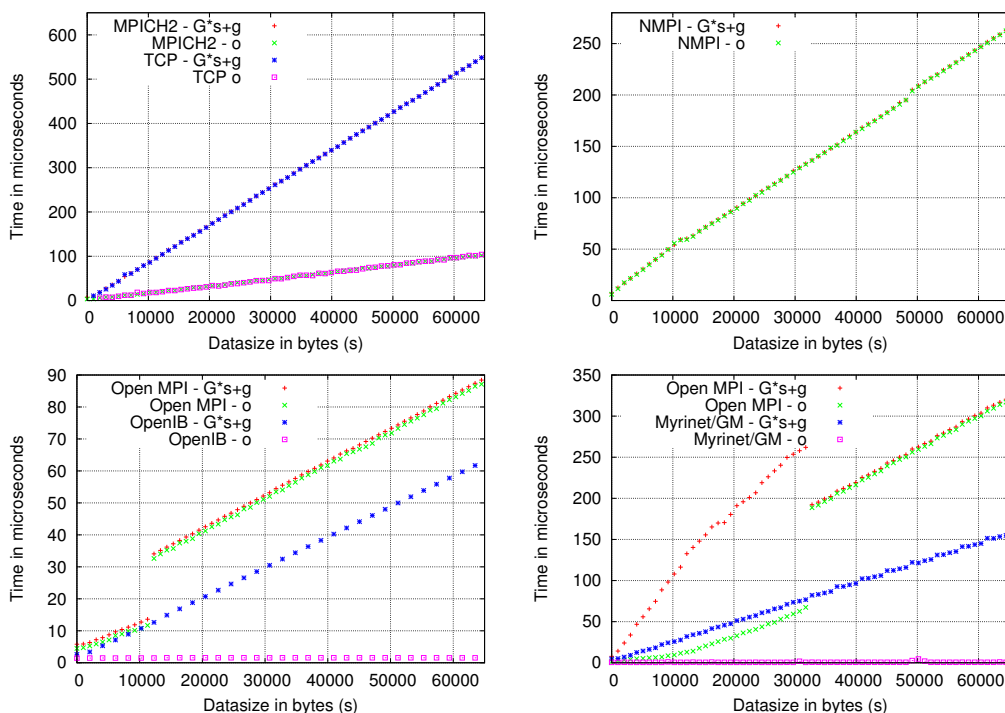 MPICH2 - G*s+g
MPICH2 - o
TCP - G*s+g
TCP o
Time in microseconds
600
500
400
300
200
100
0
0 10000 20000 30000 40000 50000 60000
Datasize in bytes (s)
NMPI - G*s+g
NMPI - o
Time in microseconds
250
200
150
100
50
0
0 10000 20000 30000 40000 50000 60000
Datasize in bytes (s)
Open MPI - G*s+g
Open MPI - o
OpenIB - G*s+g
OpenIB - o
Time in microseconds
90
80
70
60
50
40
30
20
10
0
0 10000 20000 30000 40000 50000 60000
Datasize in bytes (s)
Open MPI - G*s+g
Open MPI - o
Myrinet/GM - G*s+g
Myrinet/GM - o
Time in microseconds
350
300
250
200
150
100
50
0
0 10000 20000 30000 40000 50000 60000
Datasize in bytes (s)